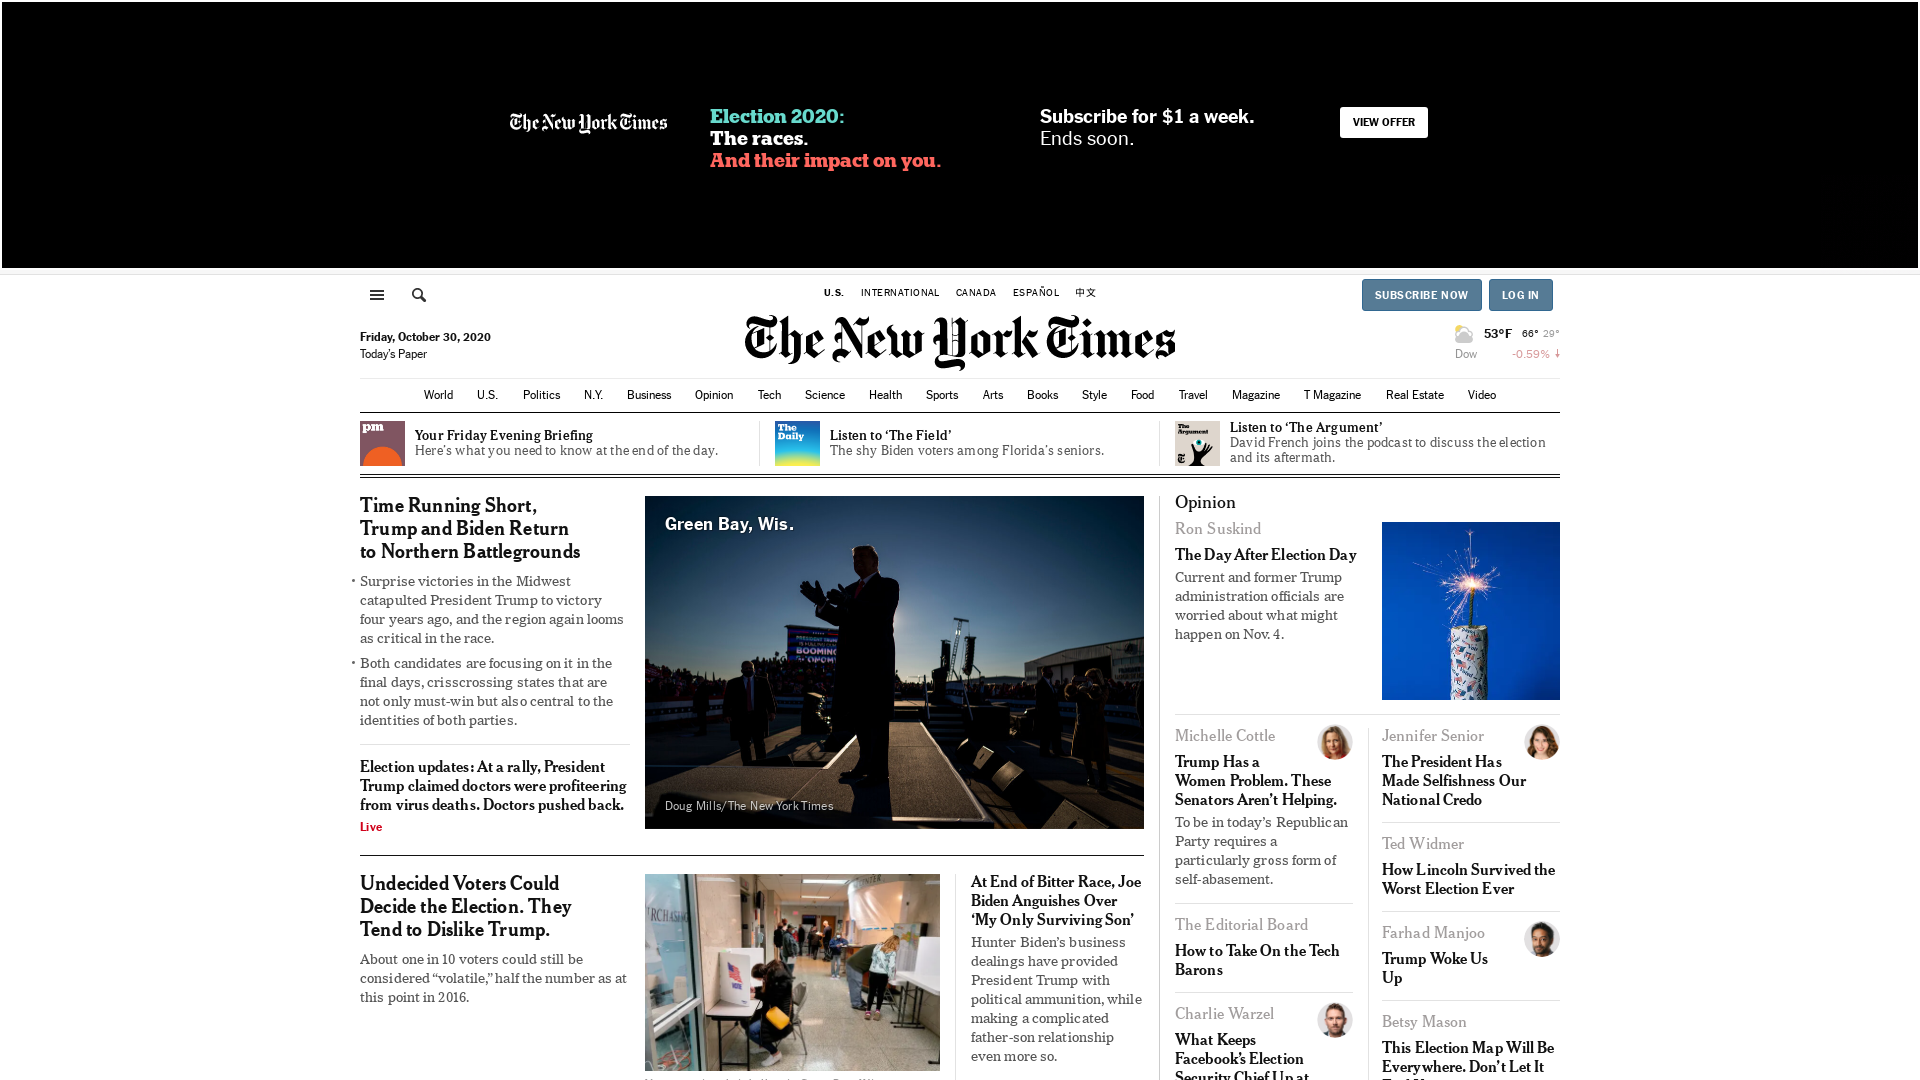 The New York Times
Election 2020:
The races.
And their impact on you.
Subscribe for $1 a week.
Ends soon.
VIEW OFFER
U.S. INTERNATIONAL CANADA ESPAÑOL 中文
SUBSCRIBE NOW LOG IN
Friday, October 30, 2020
Today's Paper
The New York Times
53°F 66° 29°
Dow -0.59% ↓
World U.S. Politics N.Y. Business Opinion Tech Science Health Sports Arts Books Style Food Travel Magazine T Magazine Real Estate Video
pm
Your Friday Evening Briefing
Here's what you need to know at the end of the day.
The
Daily
Listen to ‘The Field’
The shy Biden voters among Florida's seniors.
The
Argument
Listen to ‘The Argument’
David French joins the podcast to discuss the election
and its aftermath.
Time Running Short,
Trump and Biden Return
to Northern Battlegrounds
• Surprise victories in the Midwest
catapulted President Trump to victory
four years ago, and the region again looms
as critical in the race.
• Both candidates are focusing on it in the
final days, crisscrossing states that are
not only must-win but also central to the
identities of both parties.
Election updates: At a rally, President
Trump claimed doctors were profiteering
from virus deaths. Doctors pushed back.
Live
Green Bay, Wis.
BOOMING
ECONOMY
Doug Mills/The New York Times
Undecided Voters Could
Decide the Election. They
Tend to Dislike Trump.
About one in 10 voters could still be
considered “volatile,” half the number as at
this point in 2016.
At End of Bitter Race, Joe
Biden Anguishes Over
‘My Only Surviving Son’
Hunter Biden's business
dealings have provided
President Trump with
political ammunition, while
making a complicated
father-son relationship
even more so.
Opinion
Ron Suskind
The Day After Election Day
Current and former Trump
administration officials are
worried about what might
happen on Nov. 4.
Michelle Cottle
Trump Has a
Women Problem. These
Senators Aren’t Helping.
To be in today’s Republican
Party requires a
particularly gross form of
self-abasement.
The Editorial Board
How to Take On the Tech
Barons
Charlie Warzel
What Keeps
Facebook’s Election
Security Chief Up at
Jennifer Senior
The President Has
Made Selfishness Our
National Credo
Ted Widmer
How Lincoln Survived the
Worst Election Ever
Farhad Manjoo
Trump Woke Us
Up
Betsy Mason
This Election Map Will Be
Everywhere. Don’t Let It